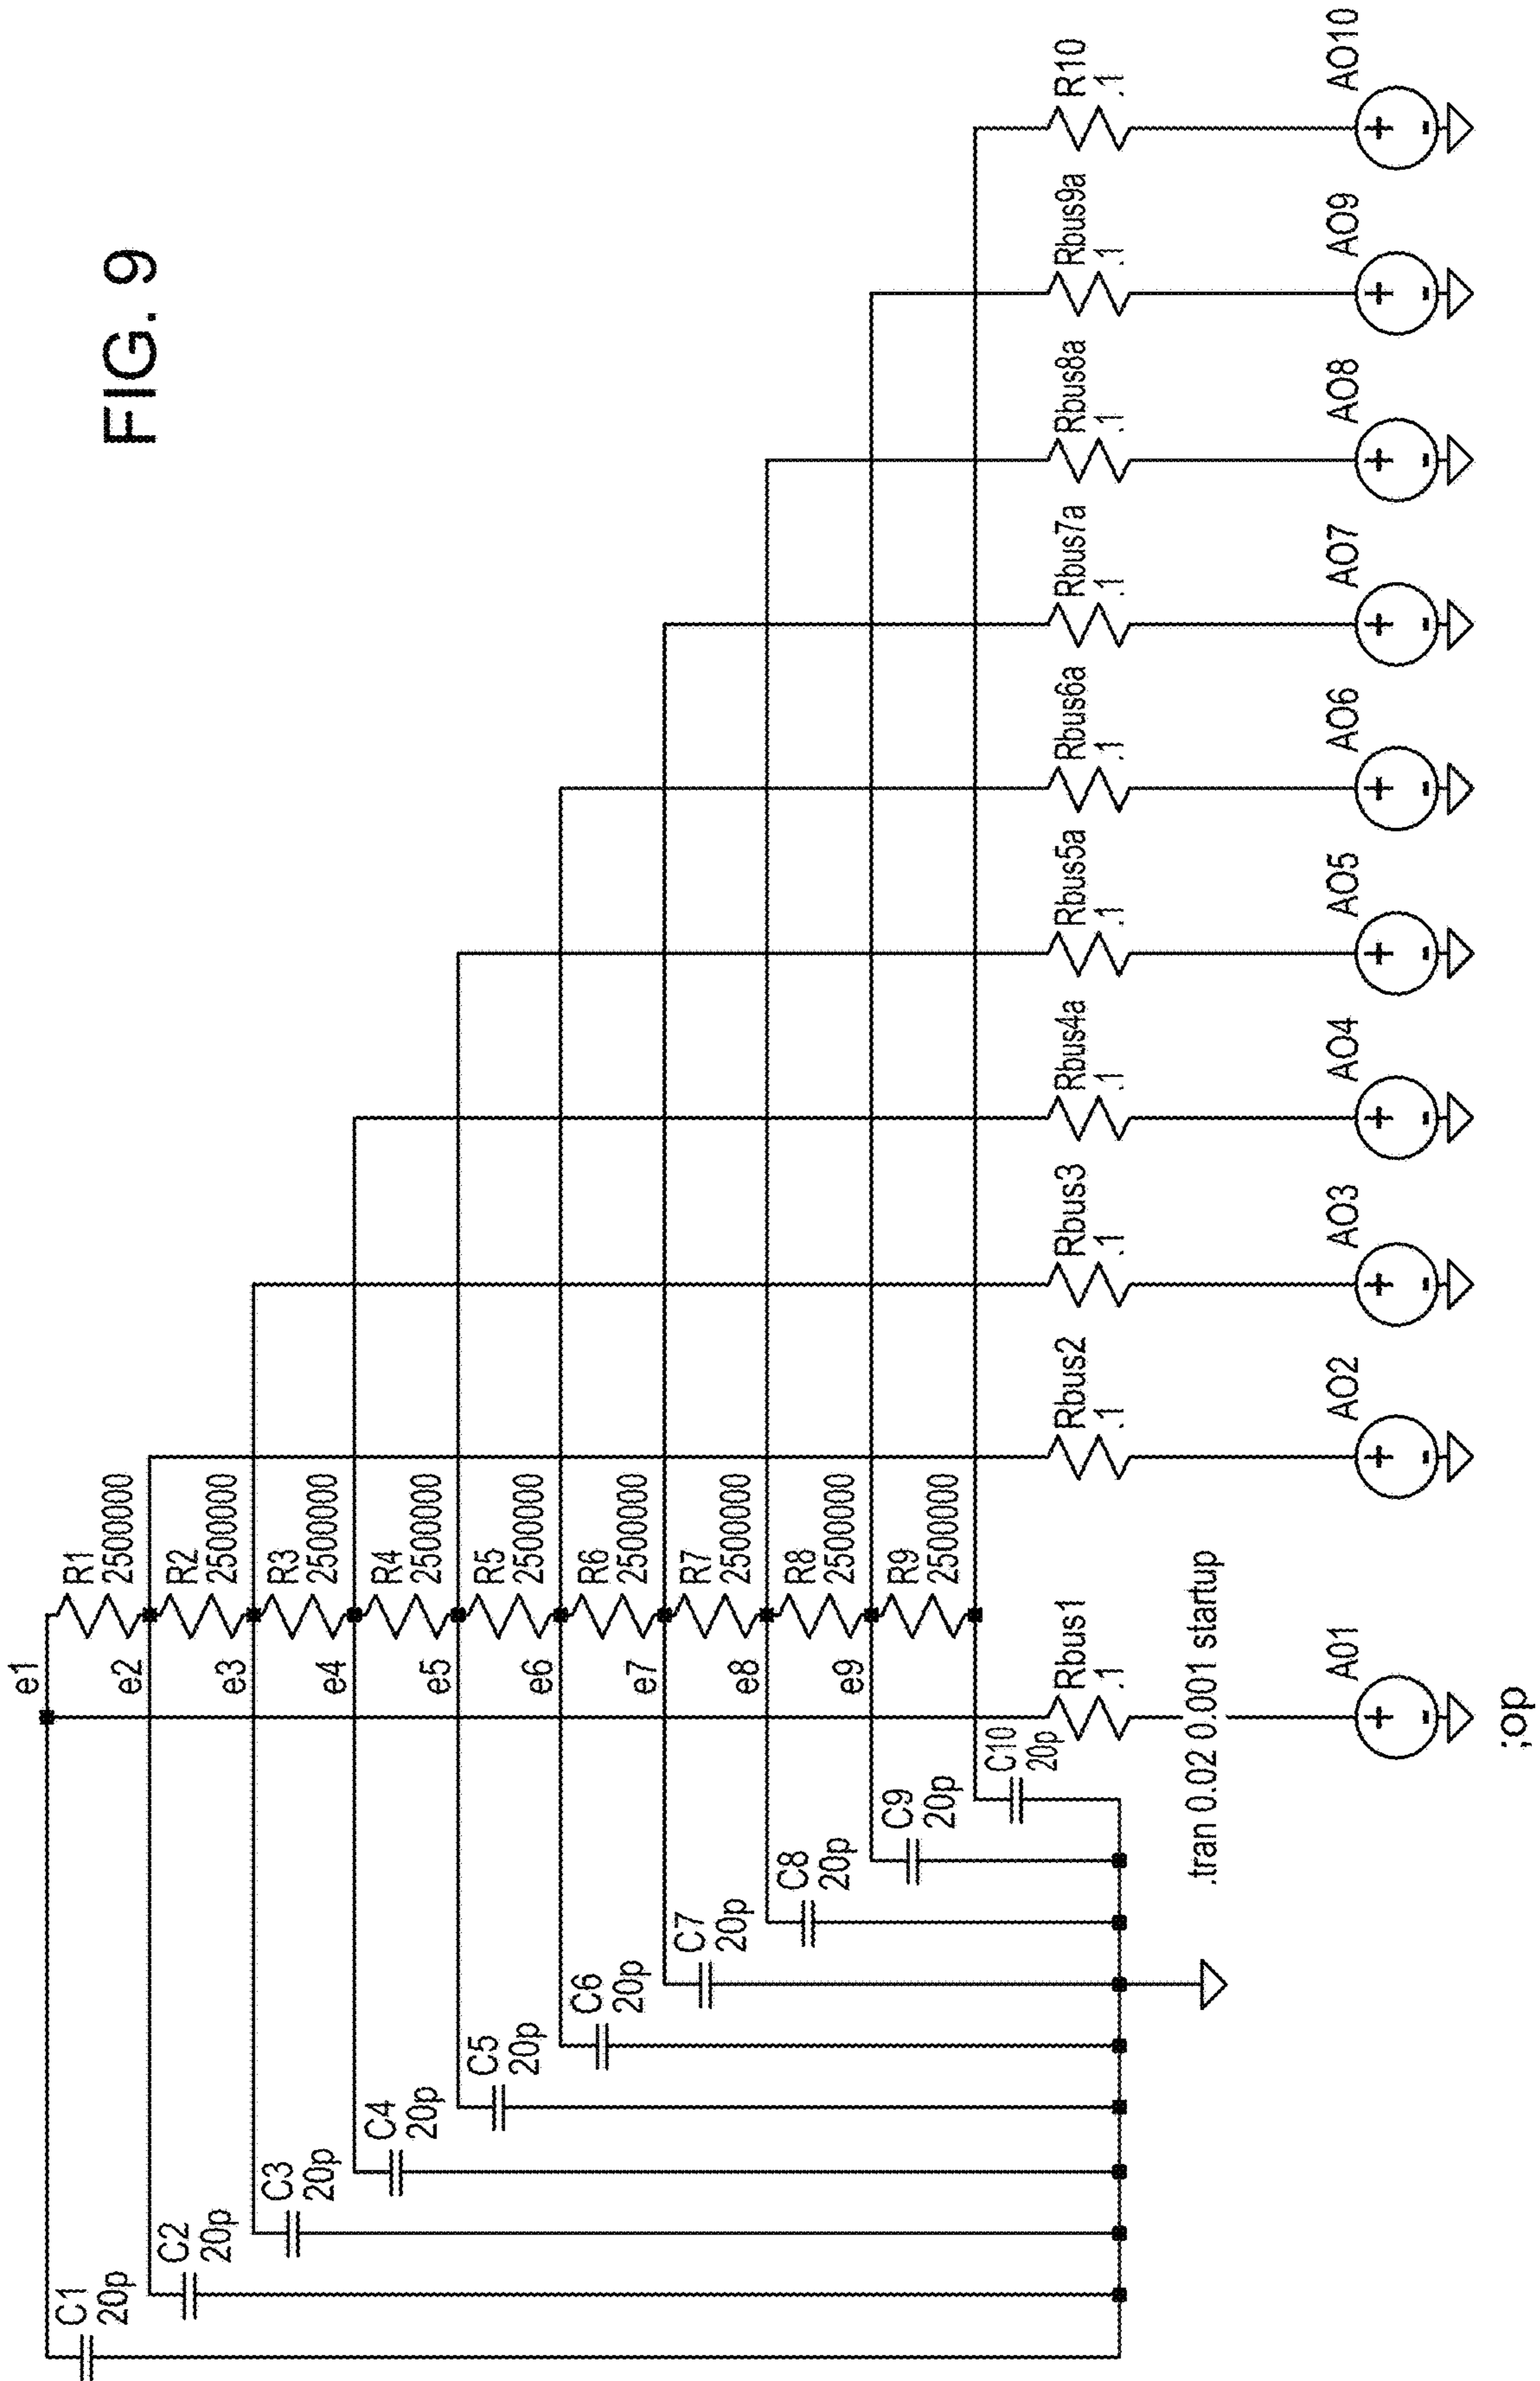 FIG. 9
e1
e2
e3
e4
e5
e6
e7
e8
e9
C1
20p
C2
20p
C3
20p
C4
20p
C5
20p
C6
20p
C7
20p
C8
20p
C9
20p
C10
20p
R1
2500000
R2
2500000
R3
2500000
R4
2500000
R5
2500000
R6
2500000
R7
2500000
R8
2500000
R9
2500000
Rbus1
.1
Rbus2
.1
Rbus3
.1
Rbus4a
.1
Rbus5a
.1
Rbus6a
.1
Rbus7a
.1
Rbus8a
.1
Rbus9a
.1
R10
.1
.tran 0.02 0.001 startup
A01
AO2
AO3
AO4
AO5
AO6
AO7
AO8
AO9
AO10
;op